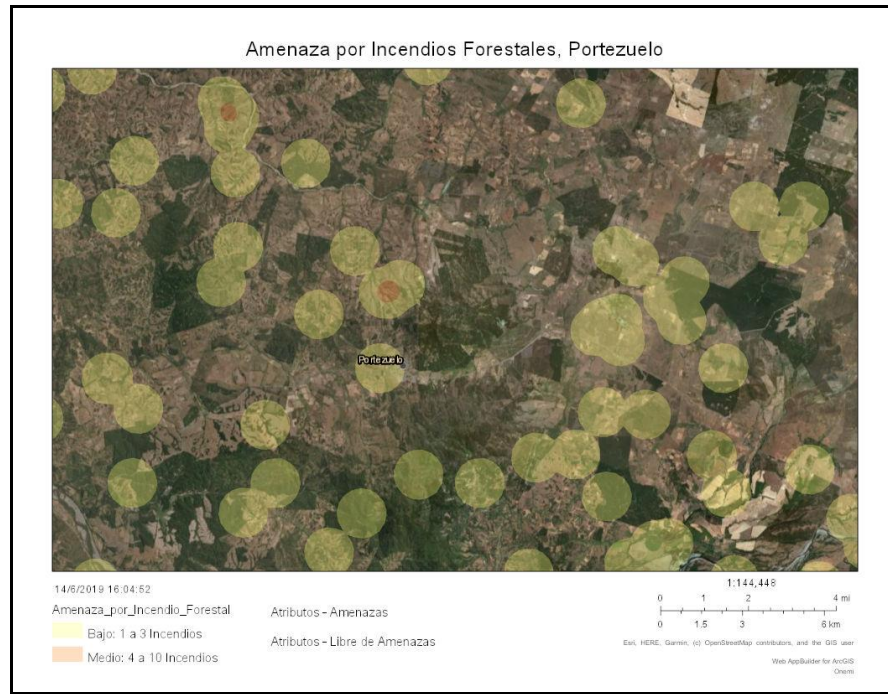 Amenaza por Incendios Forestales, Portezuelo
Portezuelo
14/6/2019 16:04:52
Amenaza_por_Incendio_Forestal
Bajo: 1 a 3 Incendios
Medio: 4 a 10 Incendios
Atributos - Amenazas
Atributos - Libre de Amenazas
1:144,448
0 1 2 4 mi
0 1.5 3 6 km
Esri, HERE, Garmin, (c) OpenStreetMap contributors, and the GIS user
Web AppBuilder for ArcGIS
Onemi